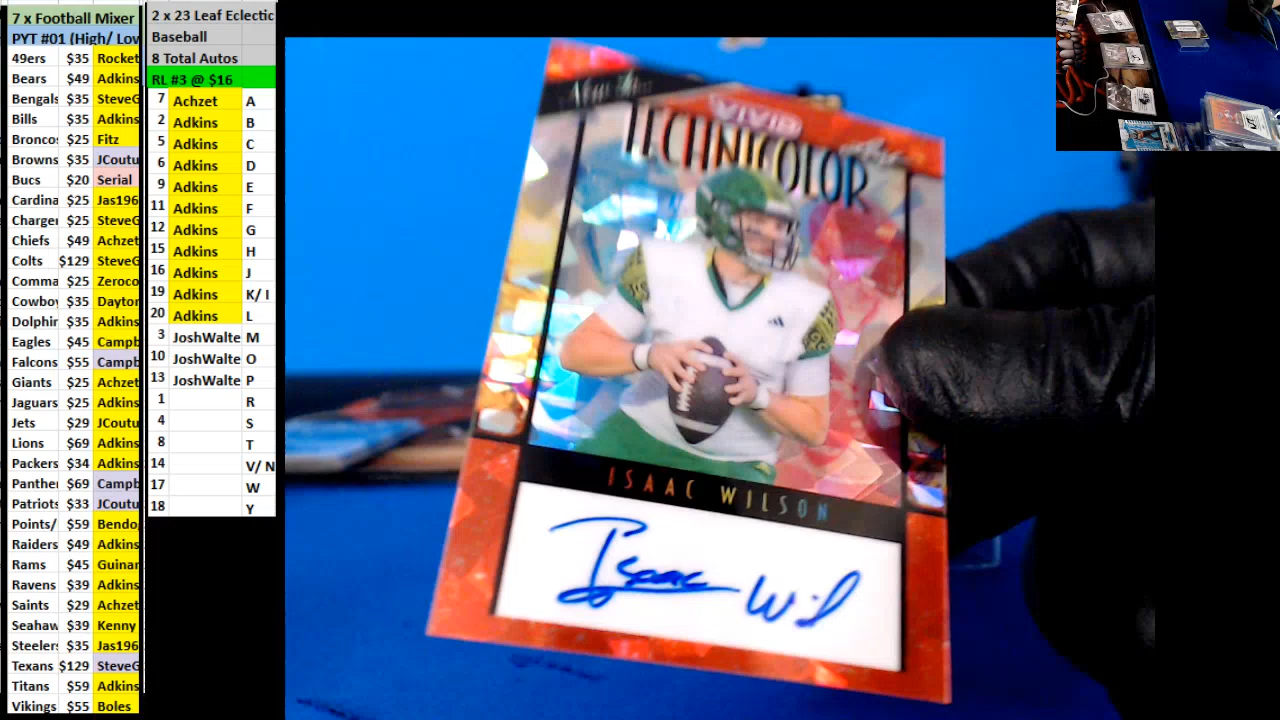 7 x Football Mixer
PYT #01 (High/ Lov
49ers $35 Rocket
Bears $49 Adkins
Bengals $35 SteveG
Bills $35 Adkins
Bronco: $25 Fitz
Browns $35 JCoutu
Bucs $20 Serial
Cardina $25 Jas196
Charger $25 SteveG
Chiefs $49 Achzet
Colts $129 SteveG
Comma $25 Zeroco
Cowboy $35 Dayton
Dolphir $35 Adkins
Eagles $45 Campb
Falcons $55 Campb
Giants $25 Achzet
Jaguars $25 Adkins
Jets $29 JCoutu
Lions $69 Adkins
Packers $34 Adkins
Panthe $69 Campb
Patriots $33 JCoutu
Points/ $59 Bendo
Raiders $49 Adkins
Rams $45 Guinar
Ravens $39 Adkins
Saints $29 Achzet
Seahaw $39 Kenny
Steeler: $35 Jas196
Texans $129 SteveG
Titans $59 Adkins
Vikings $55 Boles
2 x 23 Leaf Eclectic
Baseball
8 Total Autos
RL #3 @ $16
7 Achzet A
2 Adkins B
5 Adkins C
6 Adkins D
9 Adkins E
11 Adkins F
12 Adkins G
15 Adkins H
16 Adkins J
19 Adkins K/ I
20 Adkins L
3 JoshWalte M
10 JoshWalte O
13 JoshWalte P
1 R
4 S
8 T
14 V/ N
17 W
18 Y
VIVID
TECHNICOLOR
ISAAC WILSON
Isaac Wil